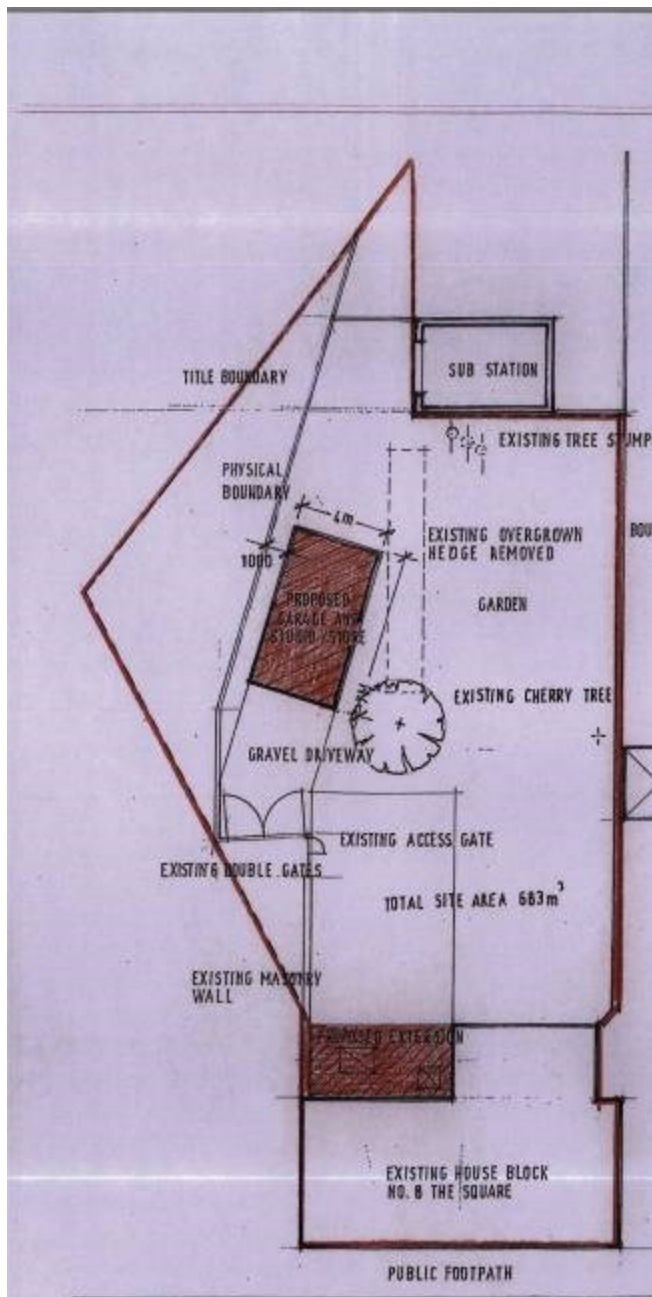 SUB STATION
TITLE BOUNDARY
EXISTING TREE STUMP
PHYSICAL
BOUNDARY
4m
EXISTING OVERGROWN
HEDGE REMOVED
BOU
1000
PROPOSED
GARAGE AND
STUDIO/STORE
GARDEN
EXISTING CHERRY TREE
GRAVEL DRIVEWAY
EXISTING ACCESS GATE
EXISTING DOUBLE GATES
TOTAL SITE AREA 683m³
EXISTING MASONRY
WALL
PROPOSED EXTENSION
EXISTING HOUSE BLOCK
NO. 8 THE SQUARE
PUBLIC FOOTPATH